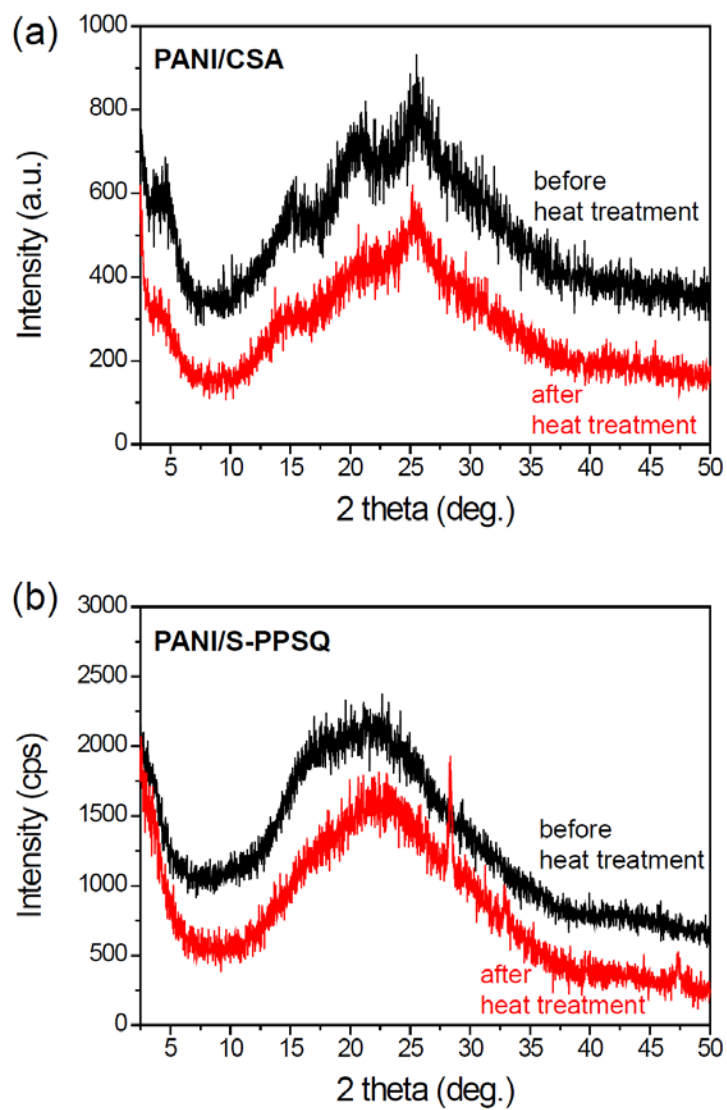 (a)
1000
PANI/CSA
800
before
heat treatment
600
Intensity (a.u.)
400
200
after
heat treatment
0
5 10 15 20 25 30 35 40 45 50
2 theta (deg.)
(b)
3000
PANI/S-PPSQ
2500
2000
Intensity (cps)
1500
before
heat treatment
1000
500
after
heat treatment
0
5 10 15 20 25 30 35 40 45 50
2 theta (deg.)